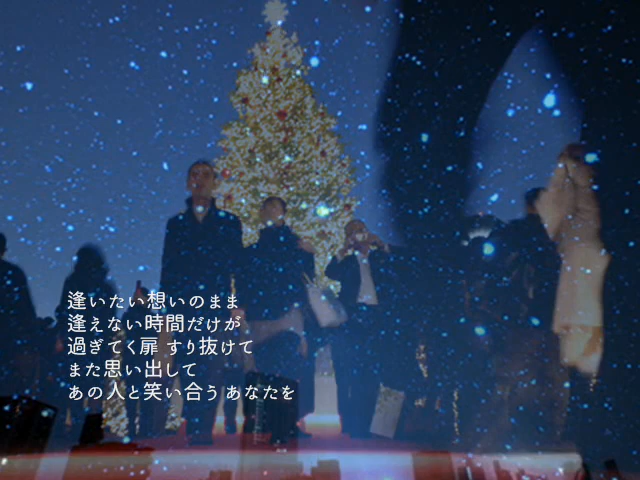 逢いたい想いのまま
逢えない時間だけが
過ぎてく扉 すり抜けて
また思い出して
あの人と笑い合う あなたを